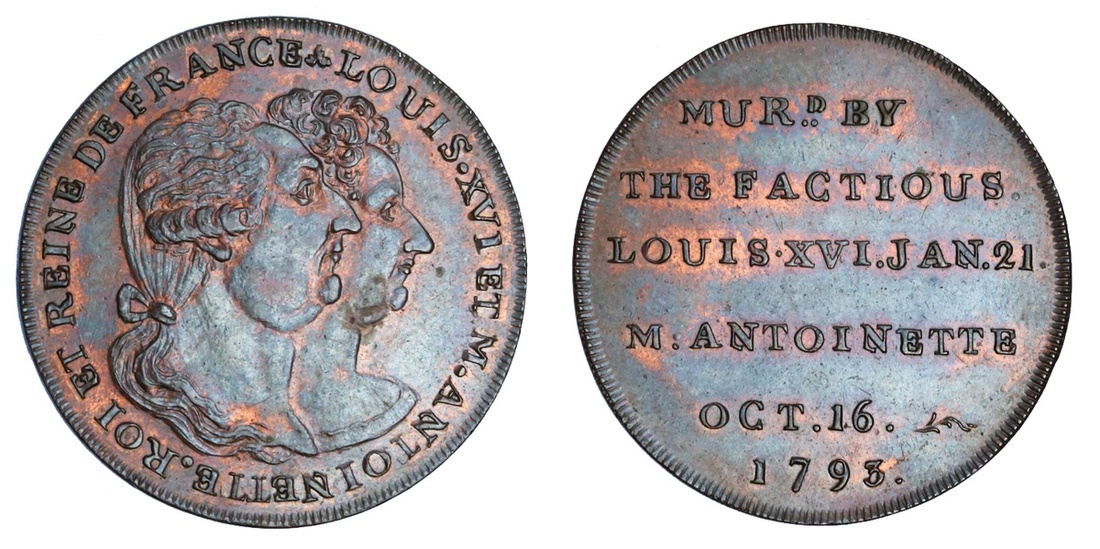 LOUIS·XVI ET M.ANTOINETTE.ROI ET REINE DE FRANCE
MUR.D BY
THE FACTIOUS.
LOUIS·XVI.JAN.21.
M:ANTOINETTE
OCT.16.
1793.